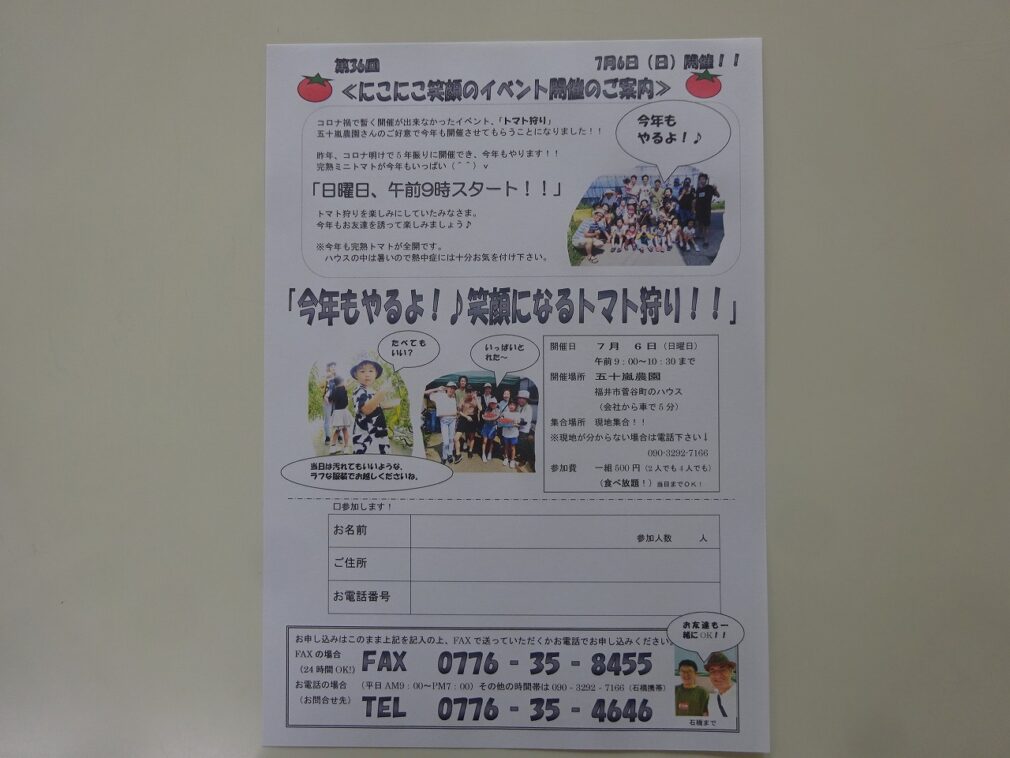 第36回
7月6日（日）開催！！
≪にこにこ笑顔のイベント開催のご案内≫
コロナ禍で暫く開催が出来なかったイベント、「トマト狩り」
五十嵐農園さんのご好意で今年も開催させてもらうことになりました！！
昨年、コロナ明けで５年振りに開催でき、今年もやります！！
完熟ミニトマトが今年もいっぱい（＾＾）ｖ
「日曜日、午前9時スタート！！」
トマト狩りを楽しみにしていたみなさま。
今年もお友達を誘って楽しみましょう♪
※今年も完熟トマトが全開です。
ハウスの中は暑いので熱中症には十分お気を付け下さい。
今年も
やるよ！♪
「今年もやるよ！♪笑顔になるトマト狩り！！」
たべても
いい？
いっぱいと
れた～
当日は汚れてもいいような、
ラフな服装でお越しくださいね。
開催日 ７月 ６日（日曜日）
午前9：00～10：30まで
開催場所 五十嵐農園
福井市菅谷町のハウス
（会社から車で5分）
集合場所 現地集合！！
※現地が分からない場合は電話下さい↓
090-3292-7166
参加費 一組500円（2人でも4人でも）
（食べ放題！）当日までOK！
□参加します！
お名前 参加人数 人
ご住所
お電話番号
お申し込みはこのまま上記を記入の上、FAXで送っていただくかお電話でお申し込みください。
FAXの場合
（24時間OK!）
FAX 0776 - 35 - 8455
お電話の場合 （平日AM9：00～PM7：00）その他の時間帯は090 - 3292 - 7166（石橋携帯）
（お問合せ先）
TEL 0776 - 35 - 4646
お友達も一
緒にOK！！
石橋まで